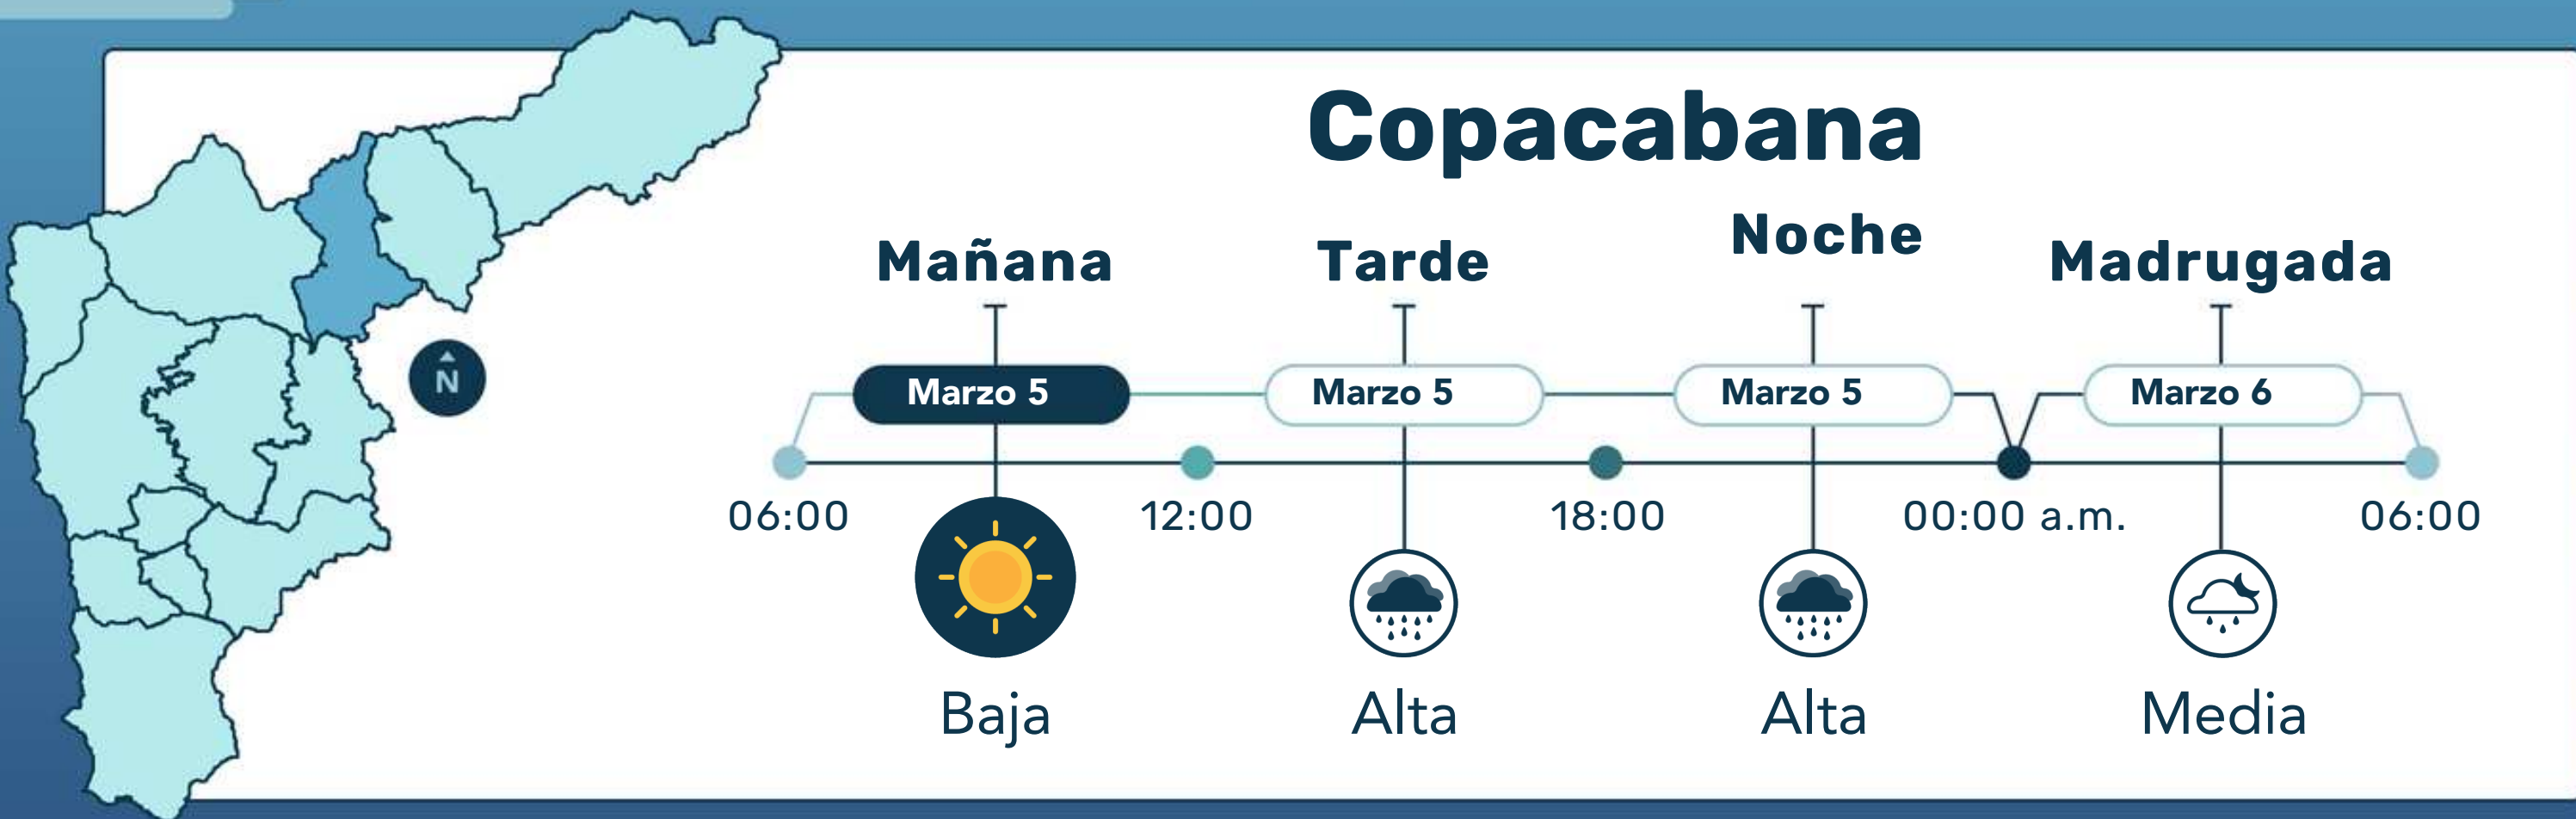 Copacabana
Mañana
Tarde
Noche
Madrugada
Marzo 5
Marzo 5
Marzo 5
Marzo 6
N
06:00
12:00
18:00
00:00 a.m.
06:00
Baja
Alta
Alta
Media